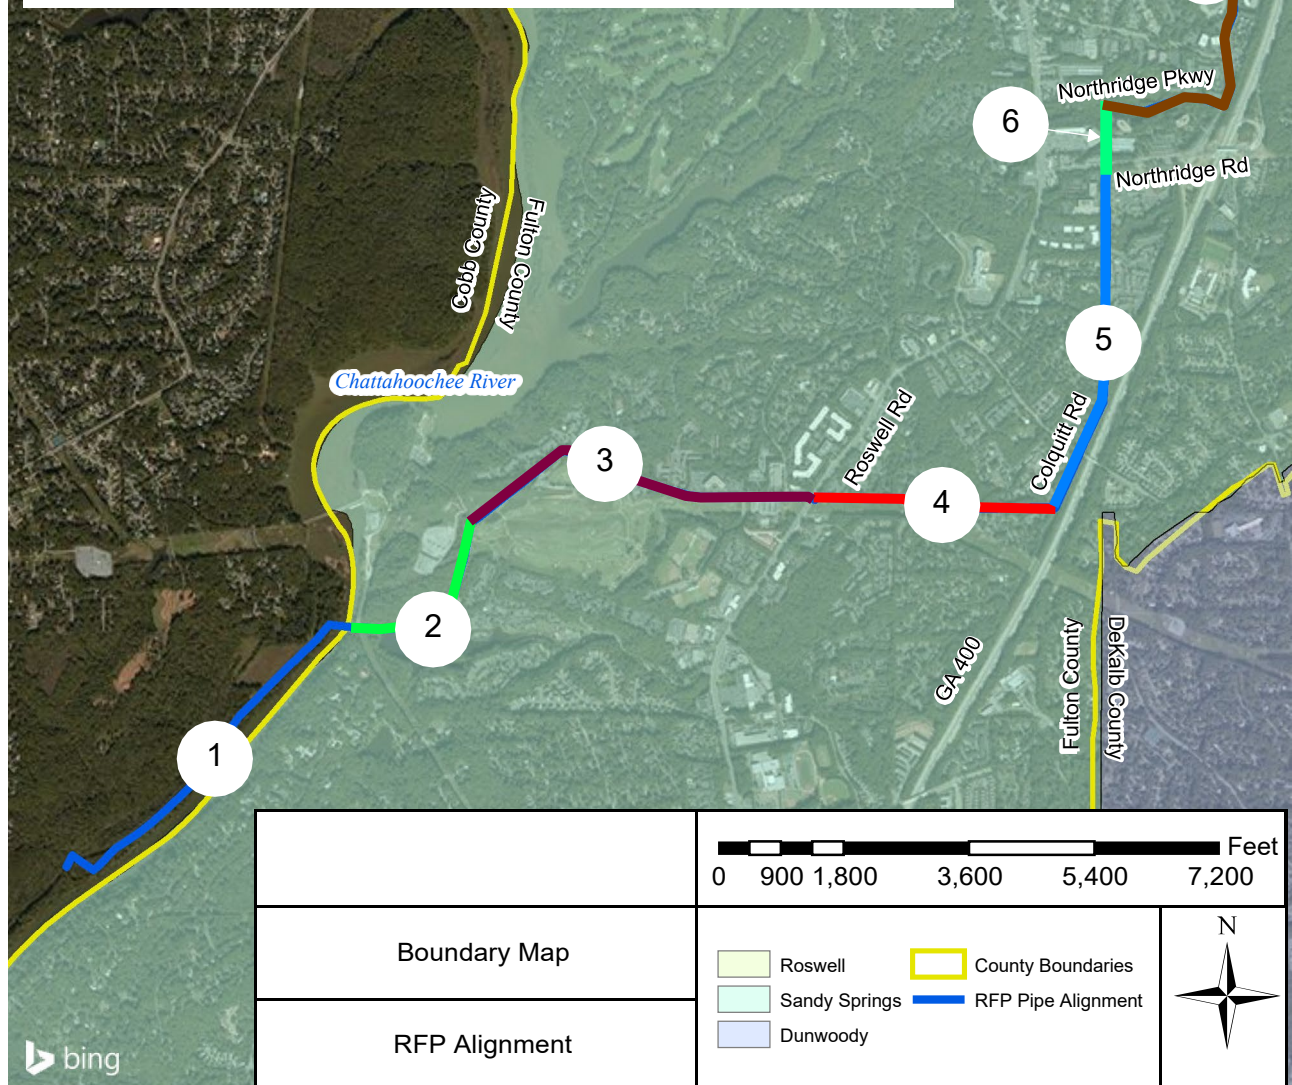 Northridge Pkwy
6
Northridge Rd
Cobb County
Fulton County
5
Chattahoochee River
Roswell Rd
Colquitt Rd
3
4
2
GA 400
Fulton County
DeKalb County
1
Feet
0 900 1,800 3,600 5,400 7,200
Boundary Map
RFP Alignment
Roswell
Sandy Springs
Dunwoody
County Boundaries
RFP Pipe Alignment
N
bing